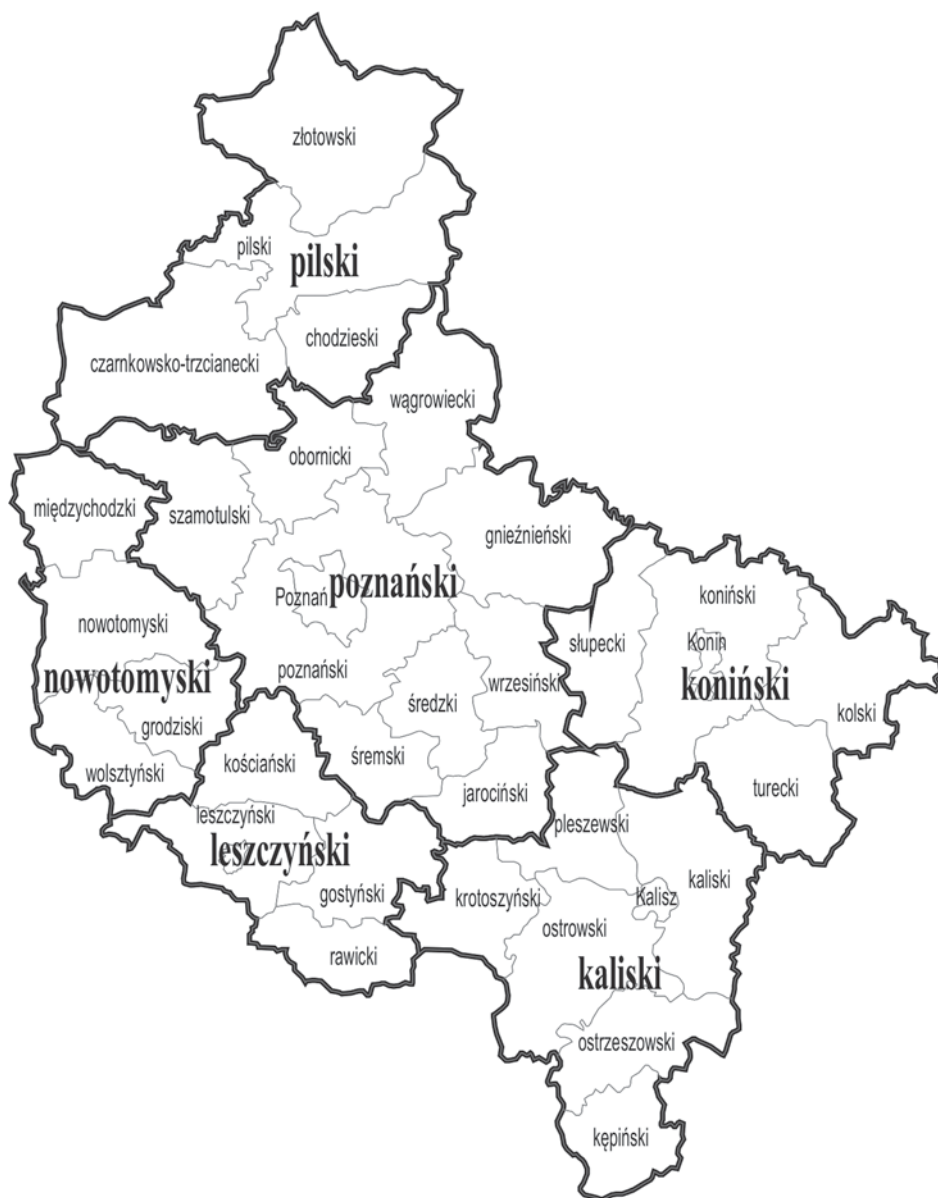 złotowski
pilski
pilski
chodzieski
czarnkowsko-trzcianecki
wągrowiecki
obornicki
międzychodzki
szamotulski
gnieźnieński
poznański
Poznań
koniński
nowotomyski
słupecki
Konin
poznański
wrzesiński
koniński
nowotomyski
średzki
kolski
grodziski
kościański
śremski
wolsztyński
jarociński
turecki
leszczyński
pleszewski
leszczyński
kaliski
gostyński
krotoszyński
Kalisz
ostrowski
rawicki
kaliski
ostrzeszowski
kępiński